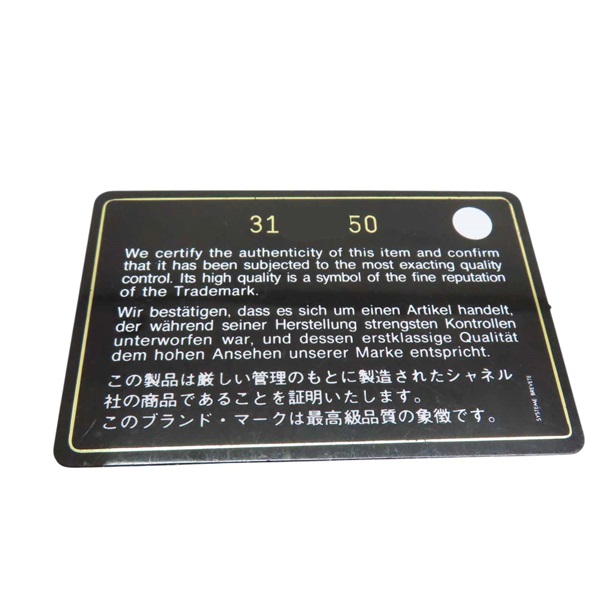 31 50
We certify the authenticity of this item and confirm
that it has been subjected to the most exacting quality
control. Its high quality is a symbol of the fine reputation
of the Trademark.
Wir bestätigen, dass es sich um einen Artikel handelt,
der während seiner Herstellung strengsten Kontrollen
unterworfen war, und dessen erstklassige Qualität
dem hohen Ansehen unserer Marke entspricht.
この製品は厳しい管理のもとに製造されたシャネル
社の商品であることを証明いたします。
このブランド・マークは最高級品質の象徴です。
SYSTEME BREVETE